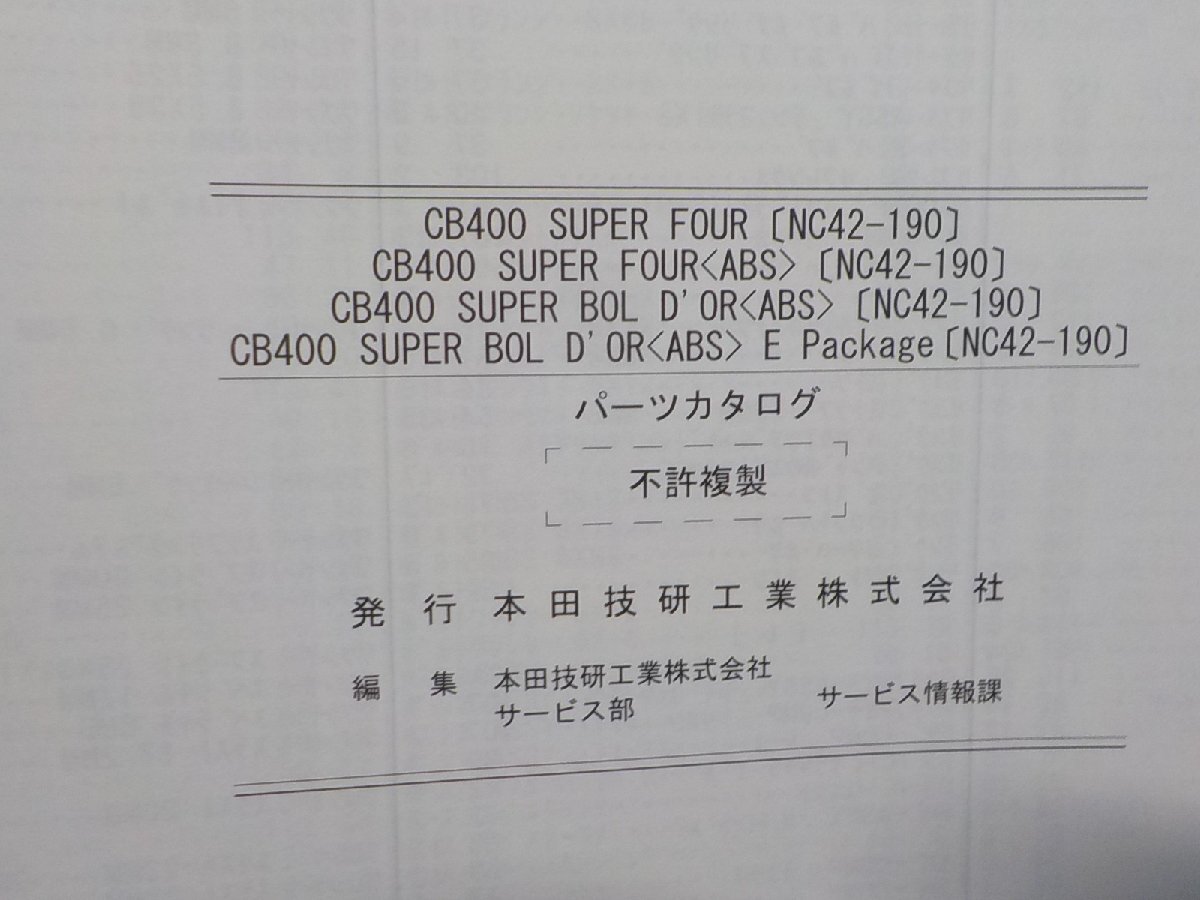 CB400 SUPER FOUR〔NC42-190〕
CB400 SUPER FOUR<ABS>〔NC42-190〕
CB400 SUPER BOL D'OR<ABS>〔NC42-190〕
CB400 SUPER BOL D'OR<ABS> E Package〔NC42-190〕
パーツカタログ
不許複製
発 行 本田技研工業株式会社
編 集 本田技研工業株式会社
サービス部 サービス情報課